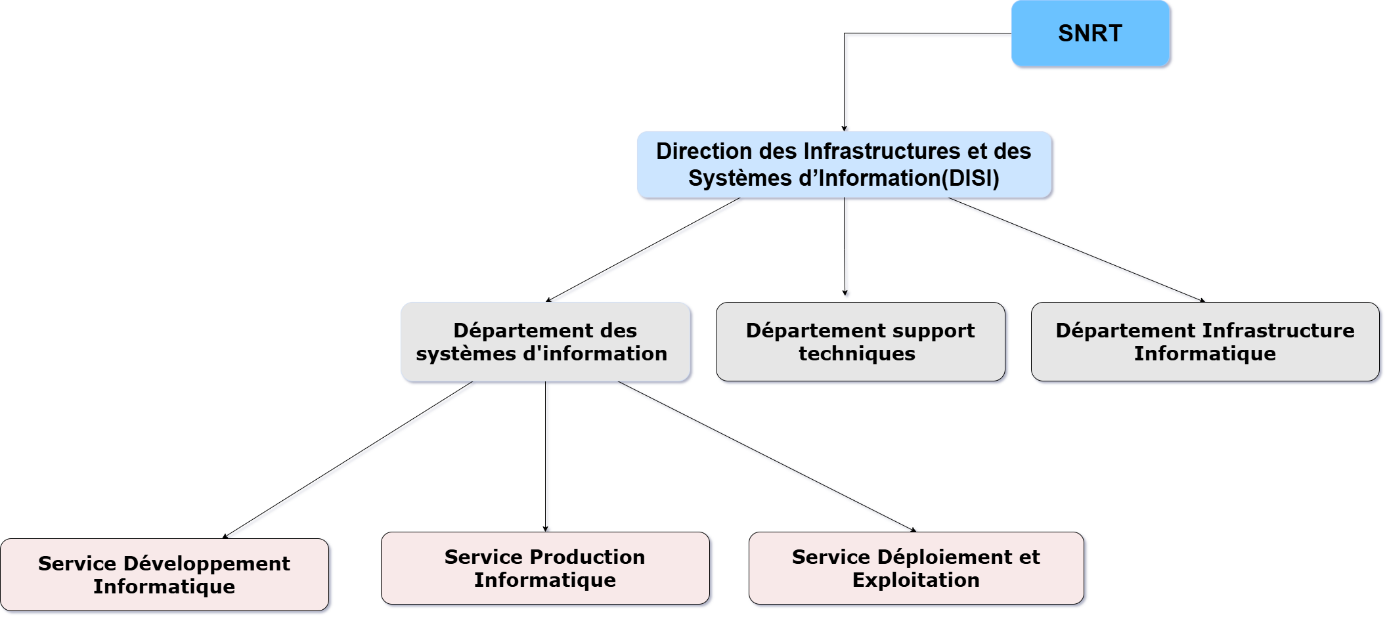 SNRT
Direction des Infrastructures et des
Systèmes d’Information(DISI)
Département des
systèmes d'information
Département support
techniques
Département Infrastructure
Informatique
Service Développement
Informatique
Service Production
Informatique
Service Déploiement et
Exploitation